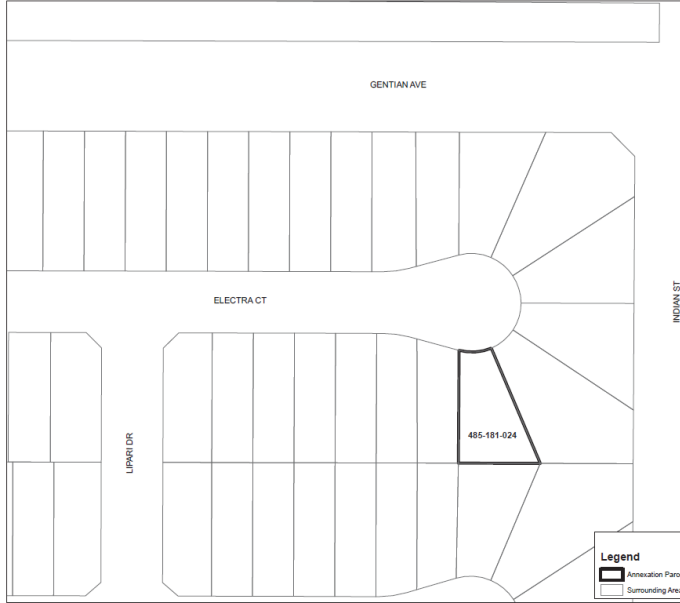 GENTIAN AVE
ELECTRA CT
INDIAN ST
485-181-024
LIPARI DR
Legend
Annexation Parc
Surrounding Area